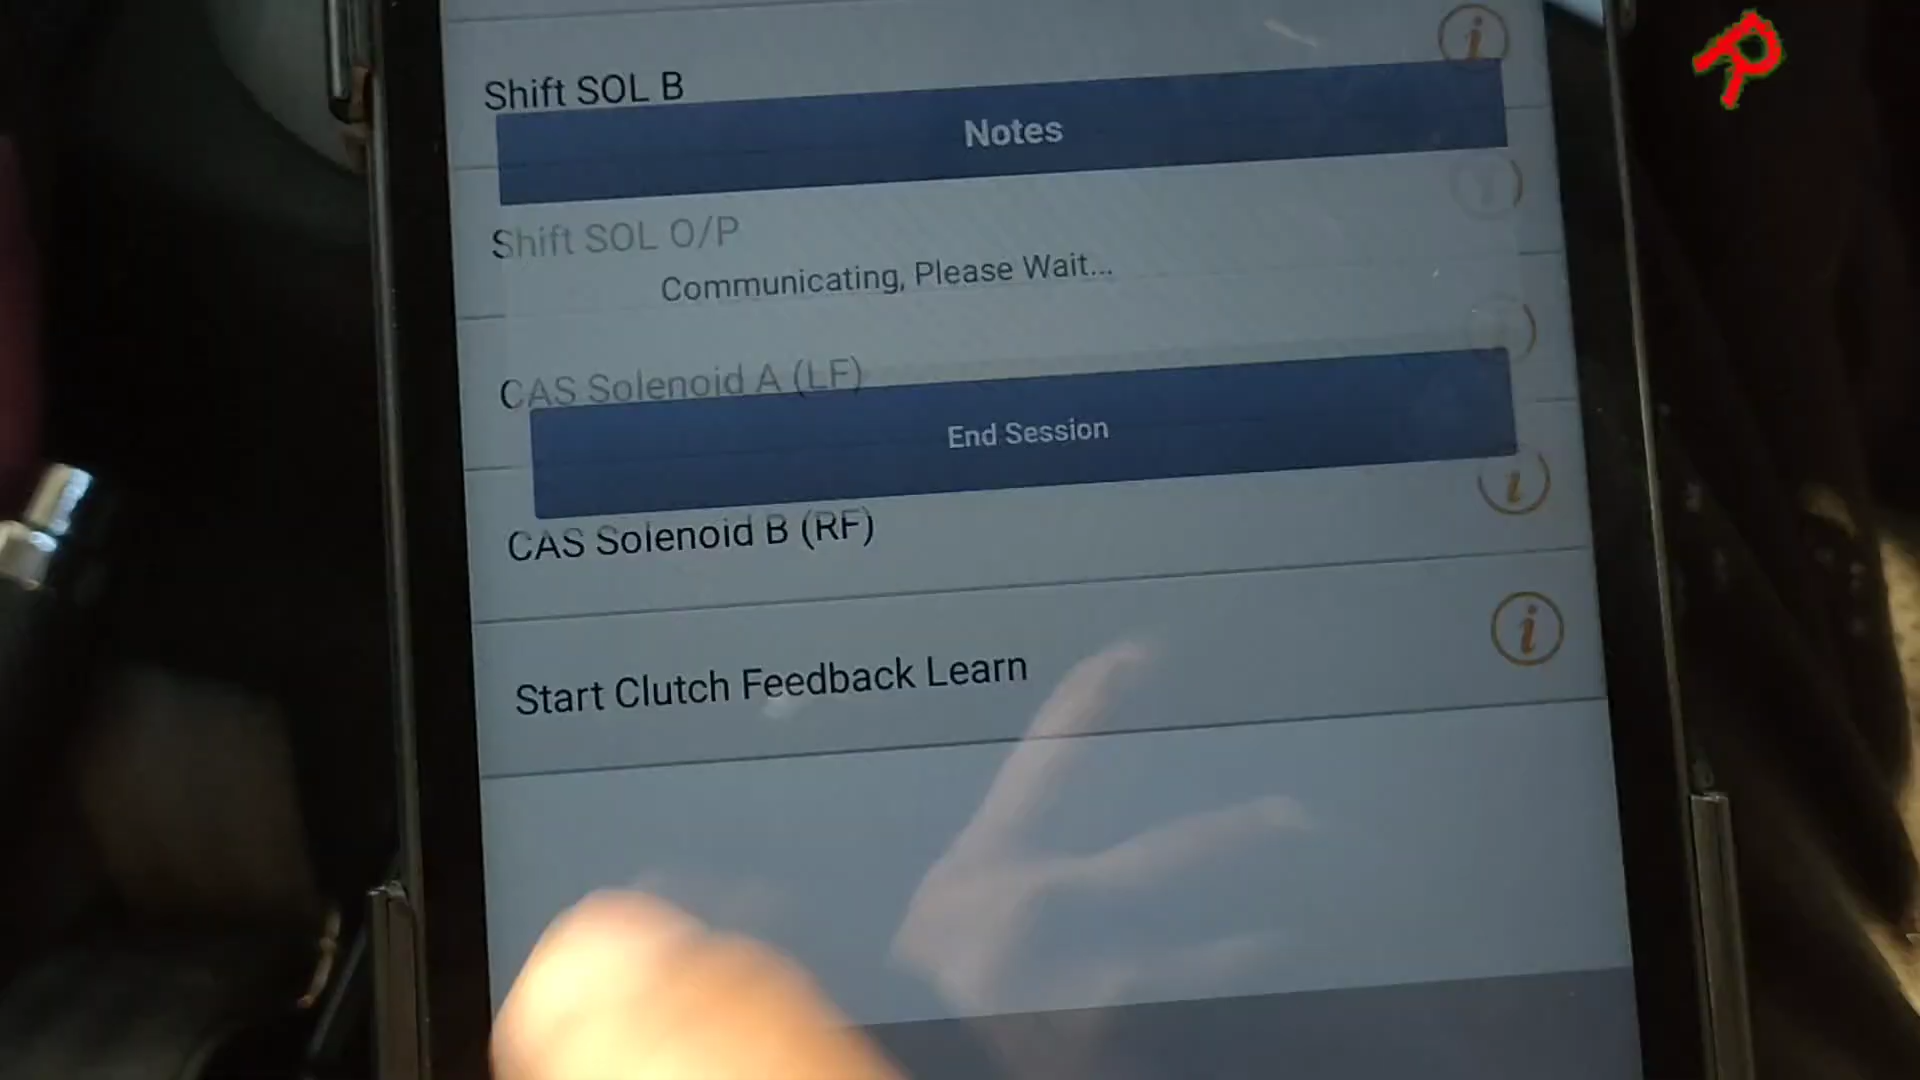 Shift SOL B
Notes
Shift SOL O/P
Communicating, Please Wait...
CAS Solenoid A (LF)
End Session
CAS Solenoid B (RF)
Start Clutch Feedback Learn
R